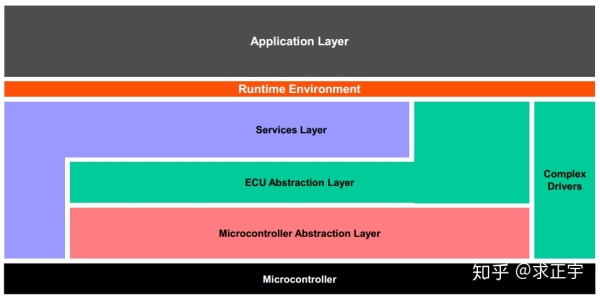 Application Layer
Runtime Environment
Services Layer
ECU Abstraction Layer
Complex
Drivers
Microcontroller Abstraction Layer
Microcontroller
知乎 @求正宇